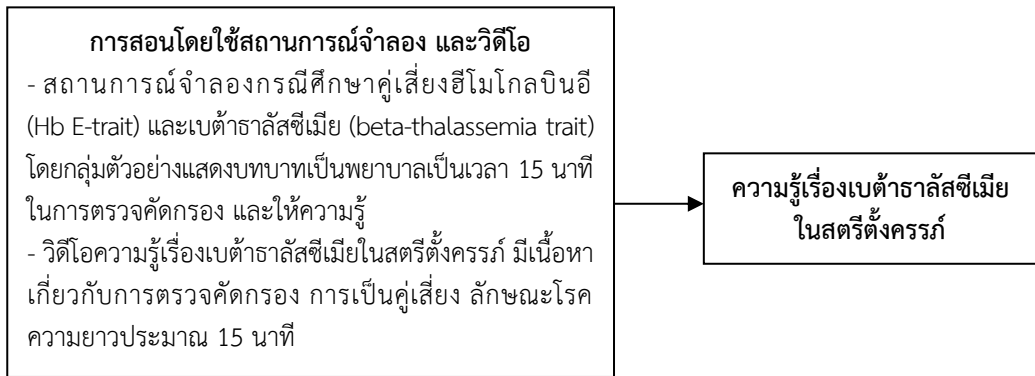 การสอนโดยใช้สถานการณ์จำลอง และวิดีโอ
- สถานการณ์จำลองกรณีศึกษาคู่เสี่ยงฮีโมโกลบินอี
(Hb E-trait) และเบต้าธาลัสซีเมีย (beta-thalassemia trait)
โดยกลุ่มตัวอย่างแสดงบทบาทเป็นพยาบาลเป็นเวลา 15 นาที
ในการตรวจคัดกรอง และให้ความรู้
- วิดีโอความรู้เรื่องเบต้าธาลัสซีเมียในสตรีตั้งครรภ์ มีเนื้อหา
เกี่ยวกับการตรวจคัดกรอง การเป็นคู่เสี่ยง ลักษณะโรค
ความยาวประมาณ 15 นาที
ความรู้เรื่องเบต้าธาลัสซีเมีย
ในสตรีตั้งครรภ์